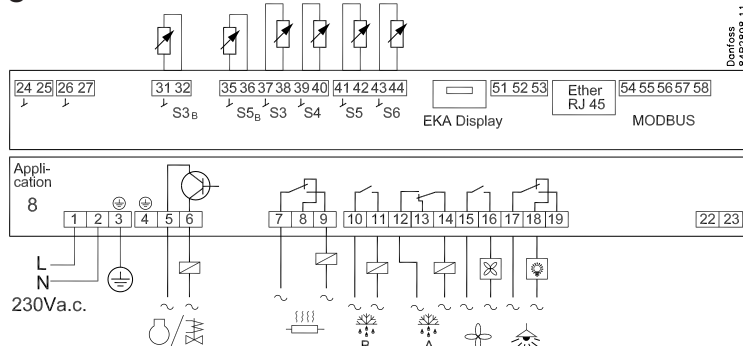 Danfoss
24 25 26 27 31 32 35 36 37 38 39 40 41 42 43 44 51 52 53 Ether RJ 45 54 55 56 57 58
S3B S5B S3 S4 S5 S6
EKA Display
MODBUS
Appli-
cation
8
1 2 3 4 5 6 7 8 9 10 11 12 13 14 15 16 17 18 19 22 23
L
N
230Va.c.
B A